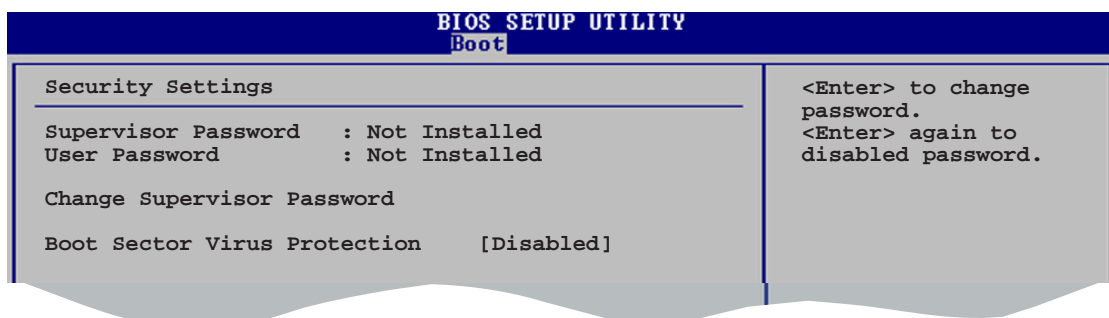 BIOS SETUP UTILITY
Boot
Security Settings
Supervisor Password : Not Installed
User Password : Not Installed
Change Supervisor Password
Boot Sector Virus Protection [Disabled]
<Enter> to change
password.
<Enter> again to
disabled password.